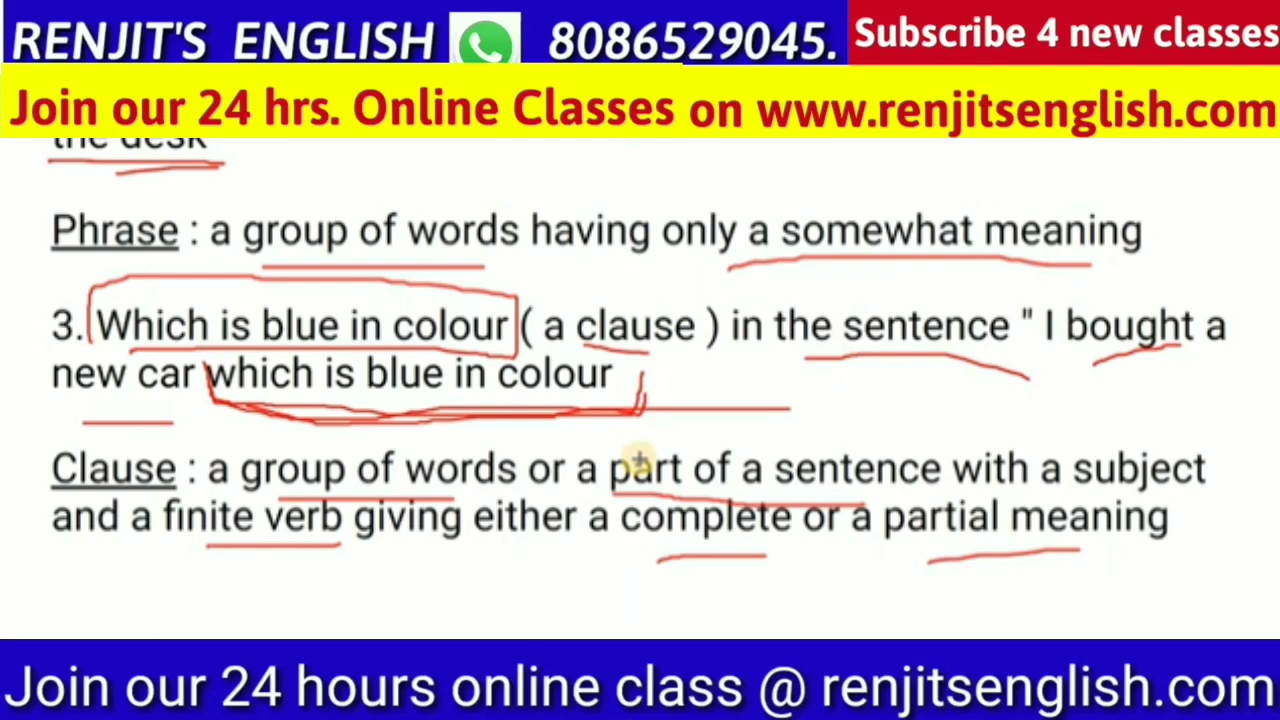 RENJIT'S ENGLISH 8086529045. Subscribe 4 new classes
Join our 24 hrs. Online Classes on www.renjitsenglish.com
the desk
Phrase : a group of words having only a somewhat meaning
3. Which is blue in colour ( a clause ) in the sentence " I bought a
new car which is blue in colour
Clause : a group of words or a part of a sentence with a subject
and a finite verb giving either a complete or a partial meaning
Join our 24 hours online class @ renjitsenglish.com